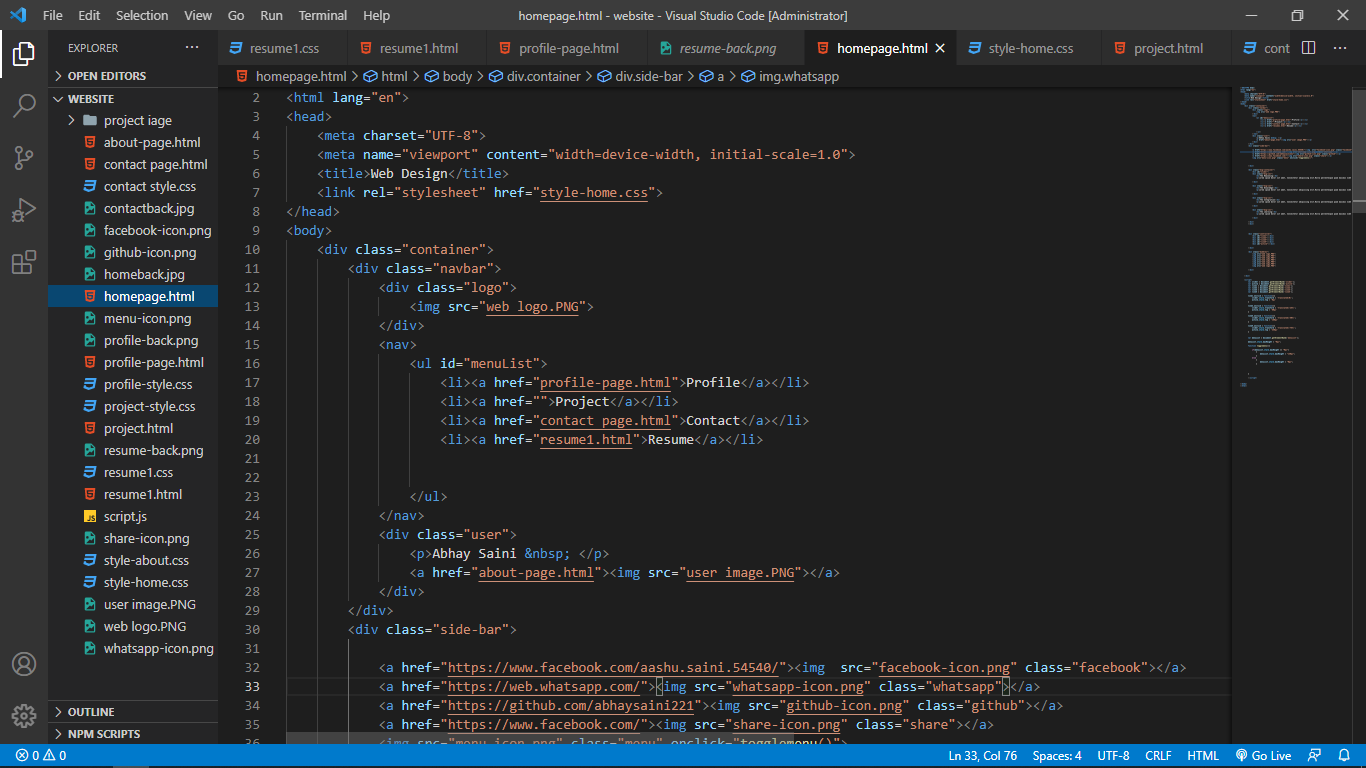 File Edit Selection View Go Run Terminal Help homepage.html - website - Visual Studio Code [Administrator]
EXPLORER ···
resume1.css resume1.html profile-page.html resume-back.png homepage.html style-home.css project.html cont ···
homepage.html > html > body > div.container > div.side-bar > a > img.whatsapp
OPEN EDITORS
WEBSITE
project iage
about-page.html
contact page.html
contact style.css
contactback.jpg
facebook-icon.png
github-icon.png
homeback.jpg
homepage.html
menu-icon.png
profile-back.png
profile-page.html
profile-style.css
project-style.css
project.html
resume-back.png
resume1.css
resume1.html
script.js
share-icon.png
style-about.css
style-home.css
user image.PNG
web logo.PNG
whatsapp-icon.png
OUTLINE
NPM SCRIPTS
2 <html lang="en">
3 <head>
4 <meta charset="UTF-8">
5 <meta name="viewport" content="width=device-width, initial-scale=1.0">
6 <title>Web Design</title>
7 <link rel="stylesheet" href="style-home.css">
8 </head>
9 <body>
10 <div class="container">
11 <div class="navbar">
12 <div class="logo">
13 <img src="web logo.PNG">
14 </div>
15 <nav>
16 <ul id="menuList">
17 <li><a href="profile-page.html">Profile</a></li>
18 <li><a href="">Project</a></li>
19 <li><a href="contact page.html">Contact</a></li>
20 <li><a href="resume1.html">Resume</a></li>
21
22
23 </ul>
24 </nav>
25 <div class="user">
26 <p>Abhay Saini &nbsp; </p>
27 <a href="about-page.html"><img src="user image.PNG"></a>
28 </div>
29 </div>
30 <div class="side-bar">
31
32 <a href="https://www.facebook.com/aashu.saini.54540/"><img  src="facebook-icon.png" class="facebook"></a>
33 <a href="https://web.whatsapp.com/"><img src="whatsapp-icon.png" class="whatsapp"></a>
34 <a href="https://github.com/abhaysaini221"><img src="github-icon.png" class="github"></a>
35 <a href="https://www.facebook.com/"><img src="share-icon.png" class="share"></a>
36 <img src="menu-icon.png" class="menu" onclick="togglemenu()">
0 0 Ln 33, Col 76 Spaces: 4 UTF-8 CRLF HTML Go Live